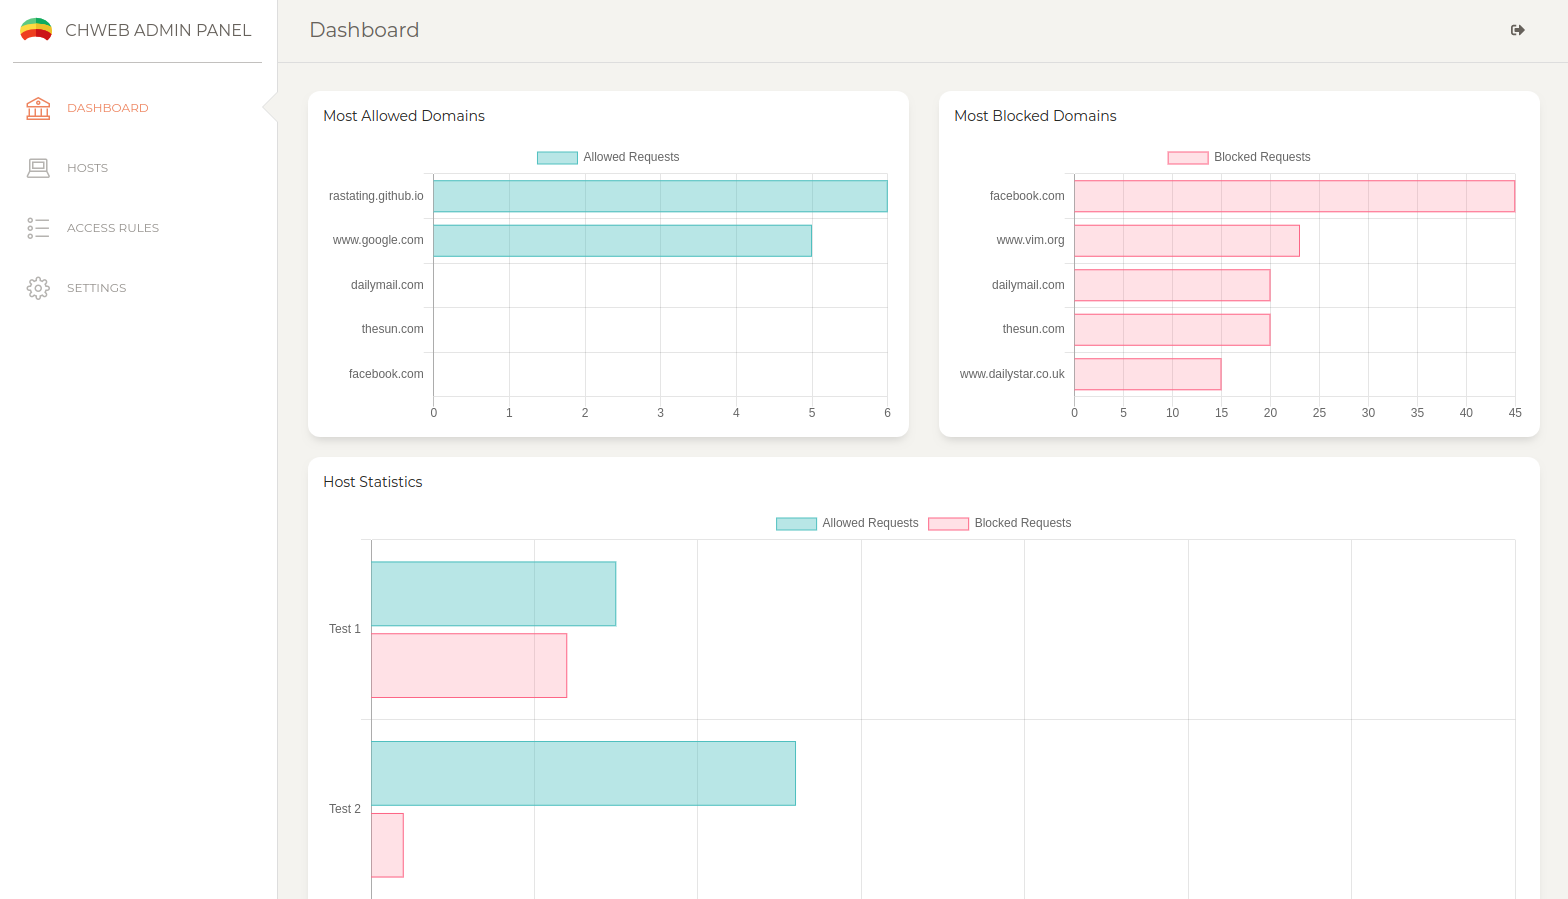 CHWEB ADMIN PANEL
Dashboard
DASHBOARD
HOSTS
ACCESS RULES
SETTINGS
Most Allowed Domains
Allowed Requests
rastating.github.io
www.google.com
dailymail.com
thesun.com
facebook.com
0 1 2 3 4 5 6
Most Blocked Domains
Blocked Requests
facebook.com
www.vim.org
dailymail.com
thesun.com
www.dailystar.co.uk
0 5 10 15 20 25 30 35 40 45
Host Statistics
Allowed Requests Blocked Requests
Test 1
Test 2